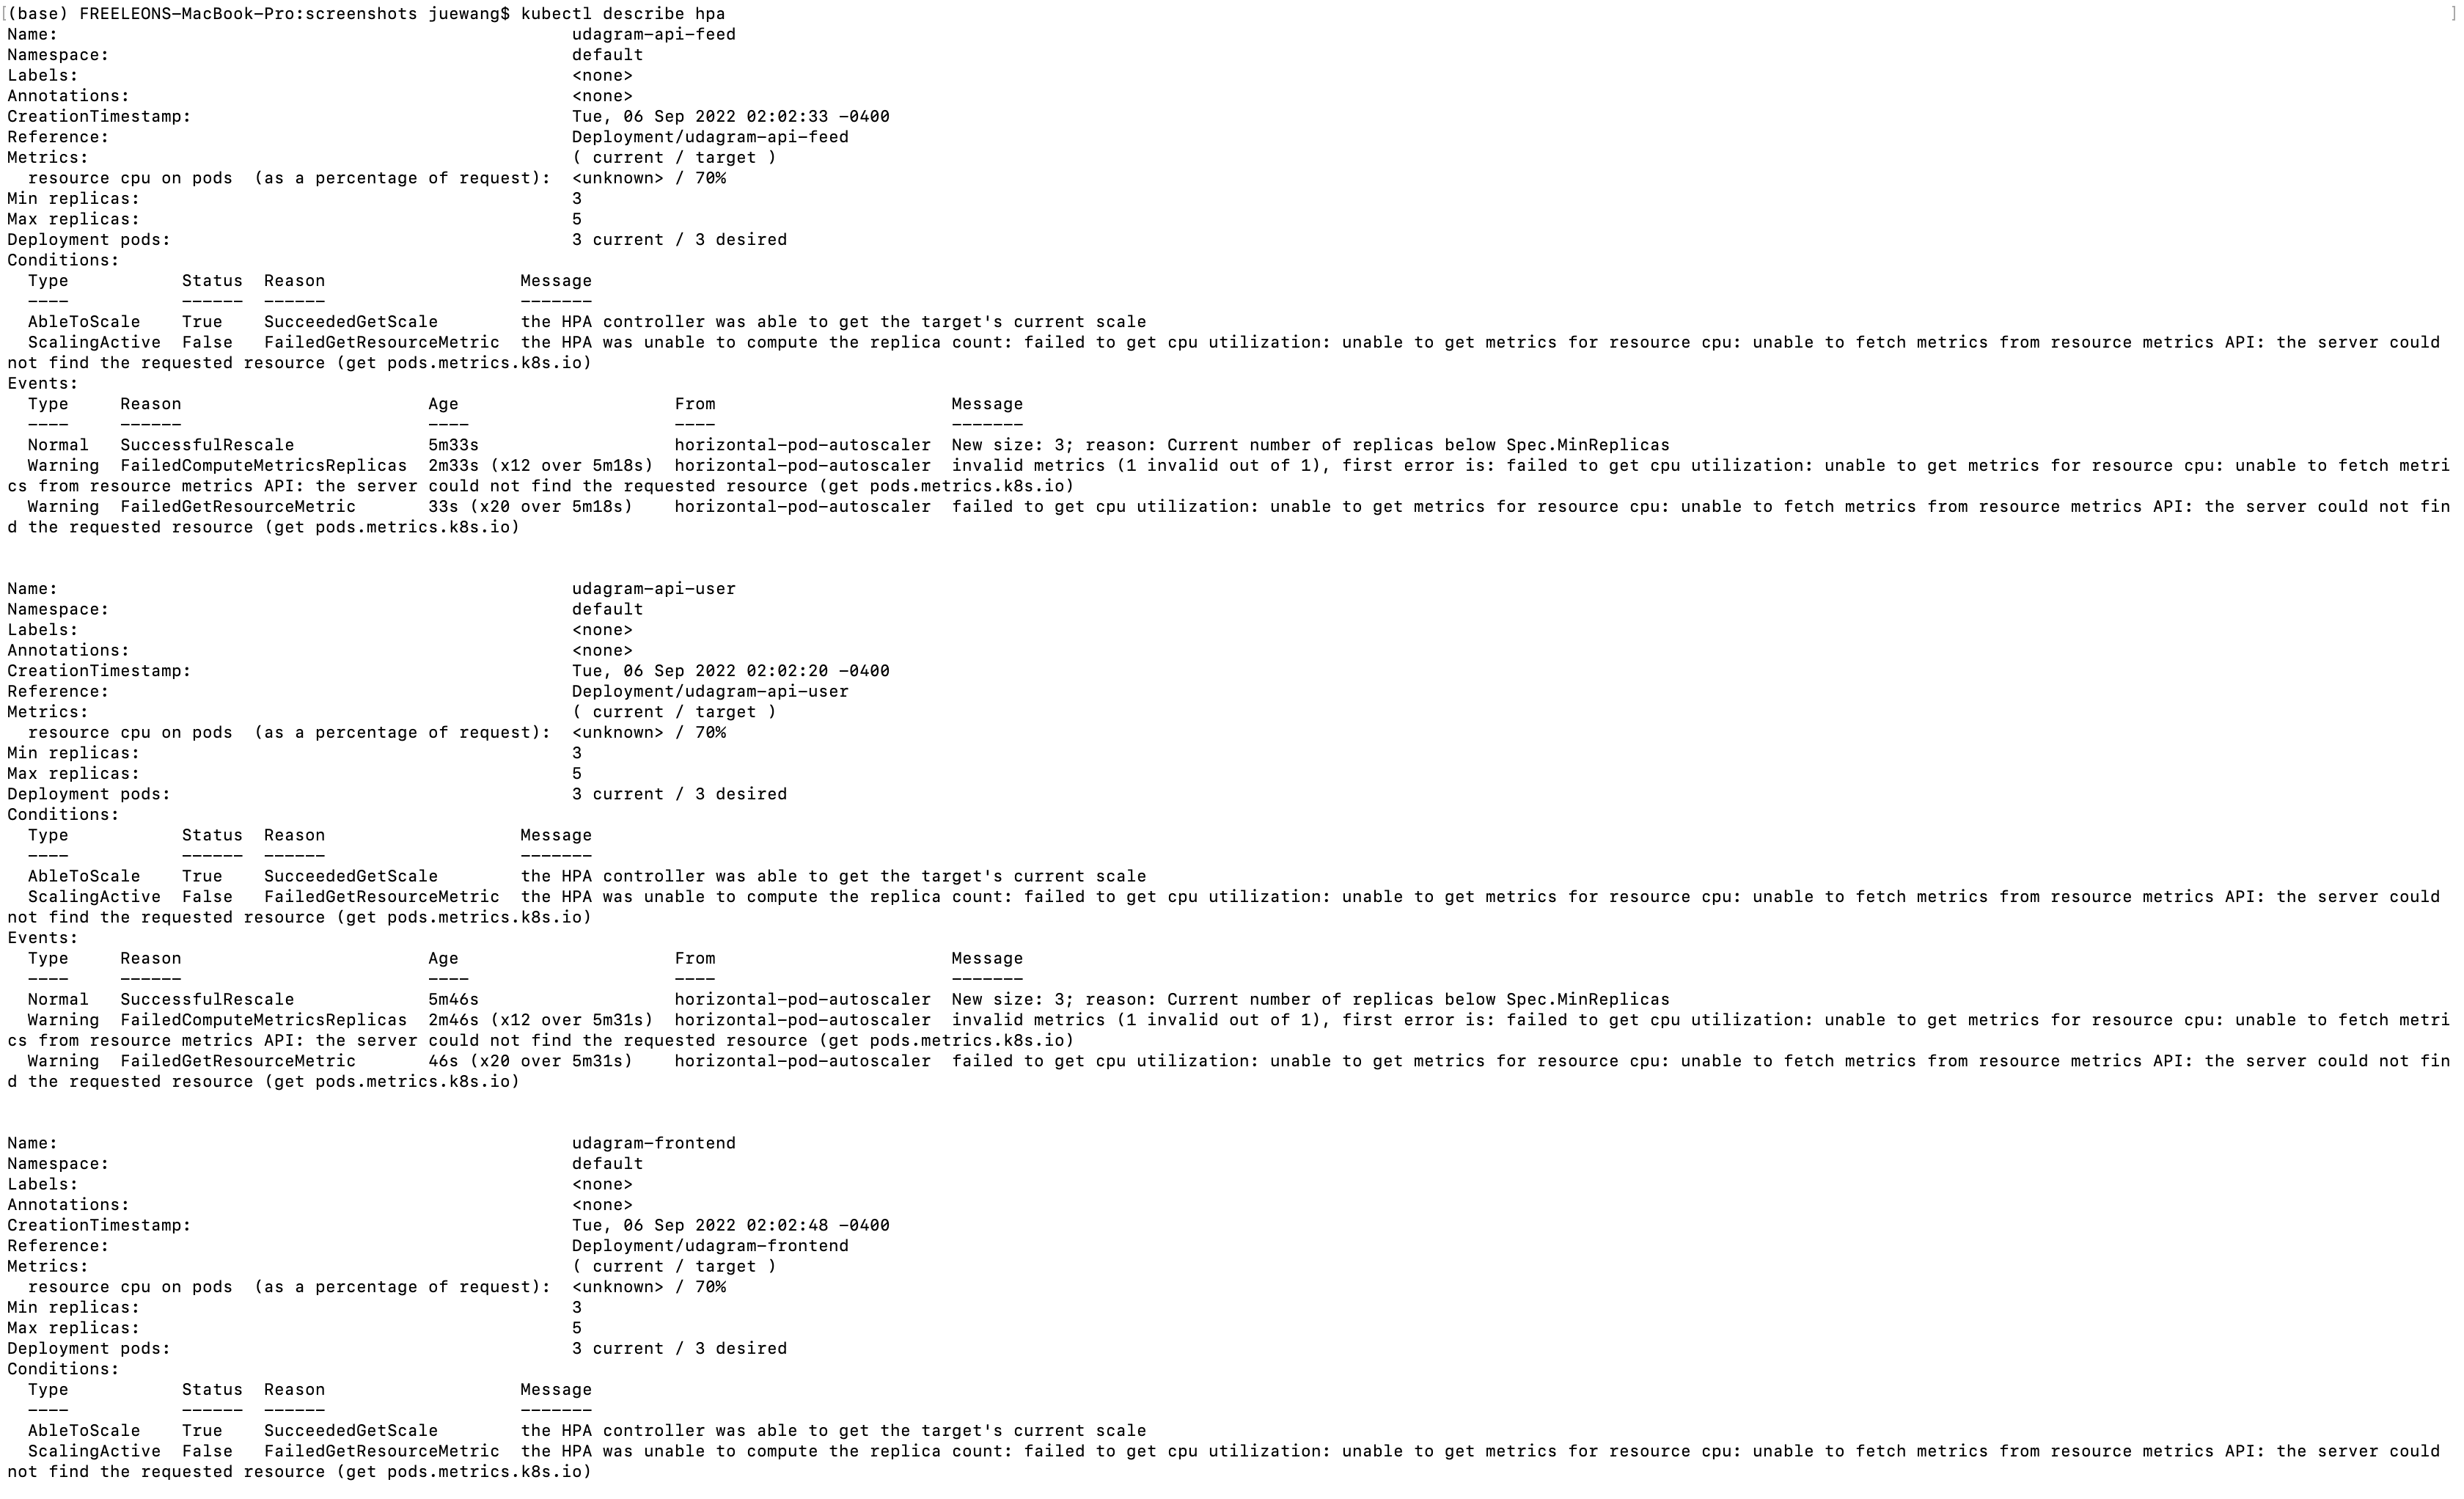 [(base) FREELEONS-MacBook-Pro:screenshots juewang$ kubectl describe hpa ]
Name:                                                  udagram-api-feed
Namespace:                                             default
Labels:                                                <none>
Annotations:                                           <none>
CreationTimestamp:                                     Tue, 06 Sep 2022 02:02:33 -0400
Reference:                                             Deployment/udagram-api-feed
Metrics:                                               ( current / target )
  resource cpu on pods  (as a percentage of request):  <unknown> / 70%
Min replicas:                                          3
Max replicas:                                          5
Deployment pods:                                       3 current / 3 desired
Conditions:
  Type           Status  Reason                   Message
  ----           ------  ------                   -------
  AbleToScale    True    SucceededGetScale        the HPA controller was able to get the target's current scale
  ScalingActive  False   FailedGetResourceMetric  the HPA was unable to compute the replica count: failed to get cpu utilization: unable to get metrics for resource cpu: unable to fetch metrics from resource metrics API: the server could
not find the requested resource (get pods.metrics.k8s.io)
Events:
  Type     Reason                        Age                     From                       Message
  ----     ------                        ----                    ----                       -------
  Normal   SuccessfulRescale             5m33s                   horizontal-pod-autoscaler  New size: 3; reason: Current number of replicas below Spec.MinReplicas
  Warning  FailedComputeMetricsReplicas  2m33s (x12 over 5m18s)  horizontal-pod-autoscaler  invalid metrics (1 invalid out of 1), first error is: failed to get cpu utilization: unable to get metrics for resource cpu: unable to fetch metri
cs from resource metrics API: the server could not find the requested resource (get pods.metrics.k8s.io)
  Warning  FailedGetResourceMetric       33s (x20 over 5m18s)    horizontal-pod-autoscaler  failed to get cpu utilization: unable to get metrics for resource cpu: unable to fetch metrics from resource metrics API: the server could not fin
d the requested resource (get pods.metrics.k8s.io)
Name:                                                  udagram-api-user
Namespace:                                             default
Labels:                                                <none>
Annotations:                                           <none>
CreationTimestamp:                                     Tue, 06 Sep 2022 02:02:20 -0400
Reference:                                             Deployment/udagram-api-user
Metrics:                                               ( current / target )
  resource cpu on pods  (as a percentage of request):  <unknown> / 70%
Min replicas:                                          3
Max replicas:                                          5
Deployment pods:                                       3 current / 3 desired
Conditions:
  Type           Status  Reason                   Message
  ----           ------  ------                   -------
  AbleToScale    True    SucceededGetScale        the HPA controller was able to get the target's current scale
  ScalingActive  False   FailedGetResourceMetric  the HPA was unable to compute the replica count: failed to get cpu utilization: unable to get metrics for resource cpu: unable to fetch metrics from resource metrics API: the server could
not find the requested resource (get pods.metrics.k8s.io)
Events:
  Type     Reason                        Age                     From                       Message
  ----     ------                        ----                    ----                       -------
  Normal   SuccessfulRescale             5m46s                   horizontal-pod-autoscaler  New size: 3; reason: Current number of replicas below Spec.MinReplicas
  Warning  FailedComputeMetricsReplicas  2m46s (x12 over 5m31s)  horizontal-pod-autoscaler  invalid metrics (1 invalid out of 1), first error is: failed to get cpu utilization: unable to get metrics for resource cpu: unable to fetch metri
cs from resource metrics API: the server could not find the requested resource (get pods.metrics.k8s.io)
  Warning  FailedGetResourceMetric       46s (x20 over 5m31s)    horizontal-pod-autoscaler  failed to get cpu utilization: unable to get metrics for resource cpu: unable to fetch metrics from resource metrics API: the server could not fin
d the requested resource (get pods.metrics.k8s.io)
Name:                                                  udagram-frontend
Namespace:                                             default
Labels:                                                <none>
Annotations:                                           <none>
CreationTimestamp:                                     Tue, 06 Sep 2022 02:02:48 -0400
Reference:                                             Deployment/udagram-frontend
Metrics:                                               ( current / target )
  resource cpu on pods  (as a percentage of request):  <unknown> / 70%
Min replicas:                                          3
Max replicas:                                          5
Deployment pods:                                       3 current / 3 desired
Conditions:
  Type           Status  Reason                   Message
  ----           ------  ------                   -------
  AbleToScale    True    SucceededGetScale        the HPA controller was able to get the target's current scale
  ScalingActive  False   FailedGetResourceMetric  the HPA was unable to compute the replica count: failed to get cpu utilization: unable to get metrics for resource cpu: unable to fetch metrics from resource metrics API: the server could
not find the requested resource (get pods.metrics.k8s.io)